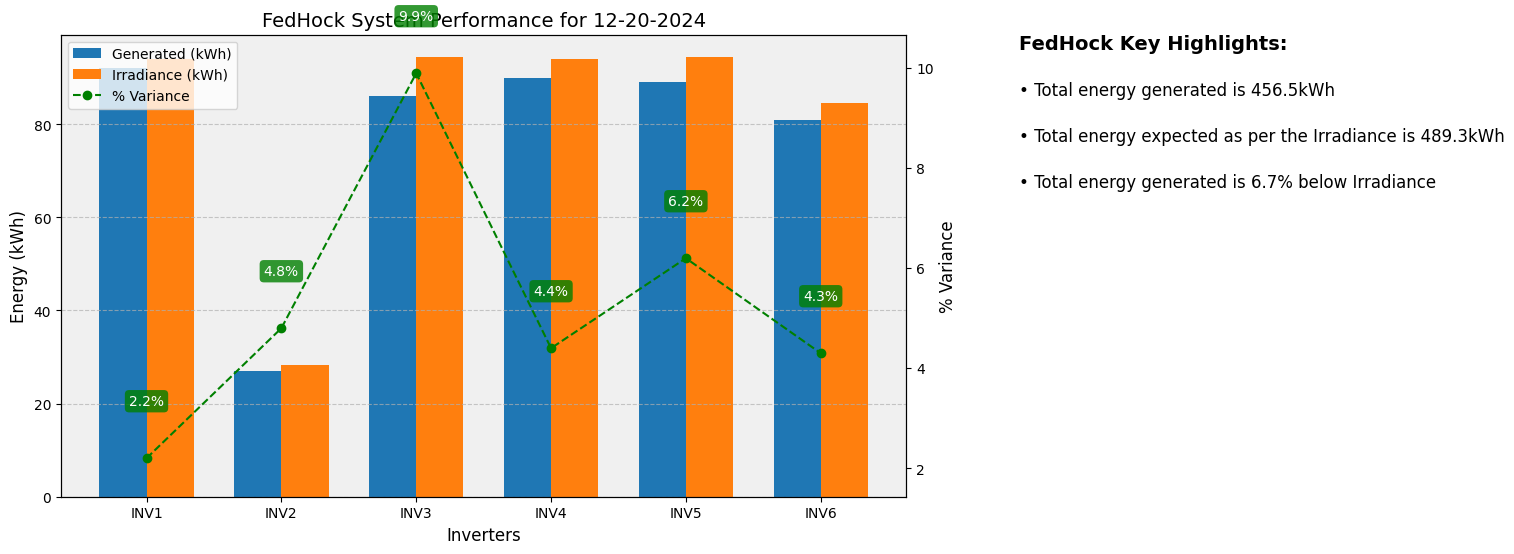 FedHock System Performance for 12-20-2024
Generated (kWh)
Irradiance (kWh)
% Variance
9.9%
6.2%
4.8%
4.4%
4.3%
2.2%
Energy (kWh)
80
60
40
20
0
10
8
6
4
2
% Variance
INV1 INV2 INV3 INV4 INV5 INV6
Inverters
FedHock Key Highlights:
• Total energy generated is 456.5kWh
• Total energy expected as per the Irradiance is 489.3kWh
• Total energy generated is 6.7% below Irradiance